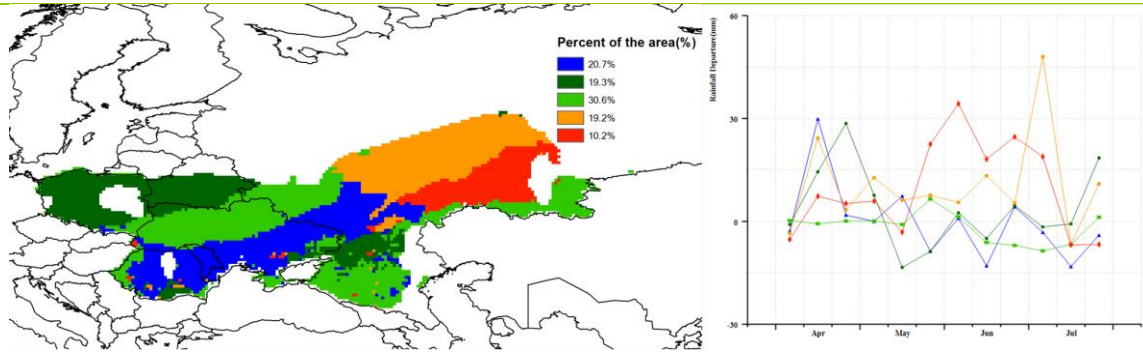 Percent of the area(%)
20.7%
19.3%
30.6%
19.2%
10.2%
Rainfall Departure(mm)
60
30
0
-30
Apr
May
Jun
Jul